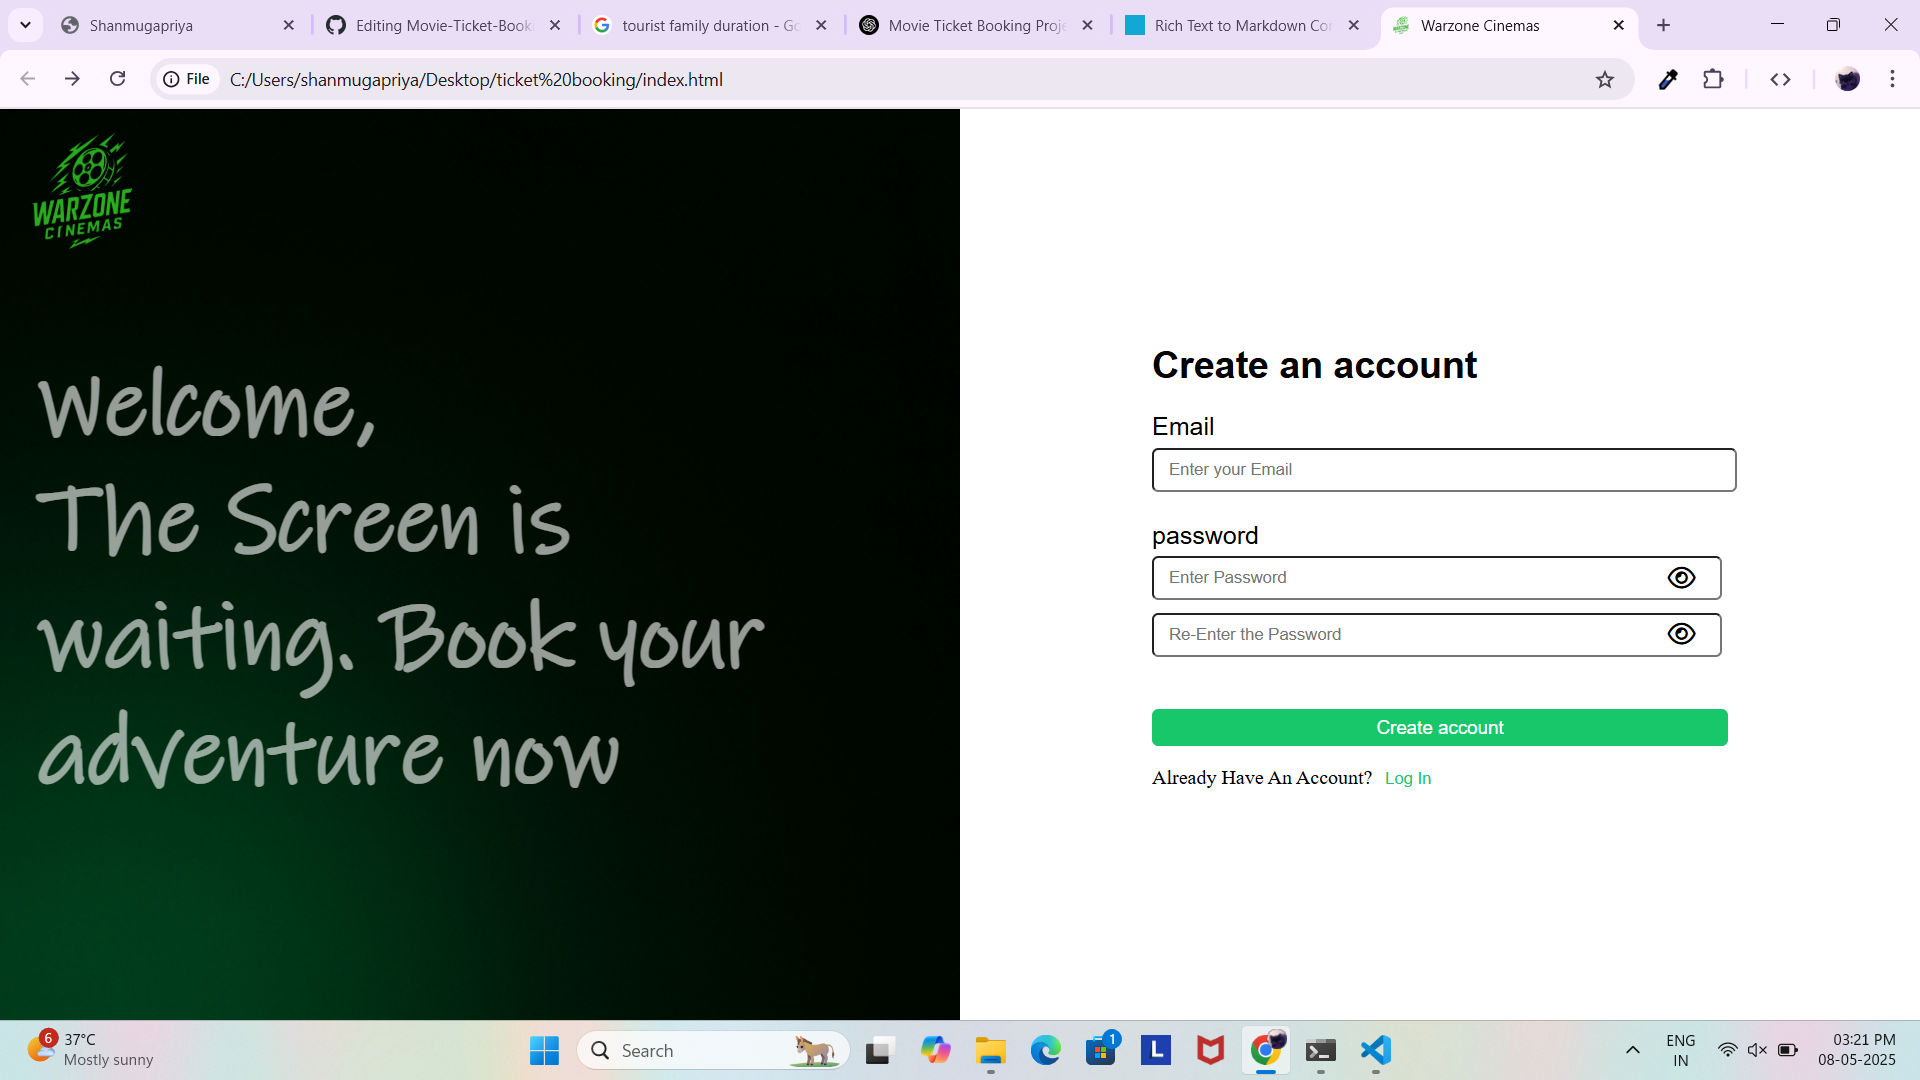 Shanmugapriya
Editing Movie-Ticket-Book
tourist family duration - Go
Movie Ticket Booking Proje
Rich Text to Markdown Con
Warzone Cinemas
File
C:/Users/shanmugapriya/Desktop/ticket%20booking/index.html
WARZONE
CINEMAS
Welcome,
The Screen is
waiting. Book your
adventure now
Create an account
Email
Enter your Email
password
Enter Password
Re-Enter the Password
Create account
Already Have An Account? Log In
6
37°C
Mostly sunny
Search
1
L
ENG
IN
03:21 PM
08-05-2025